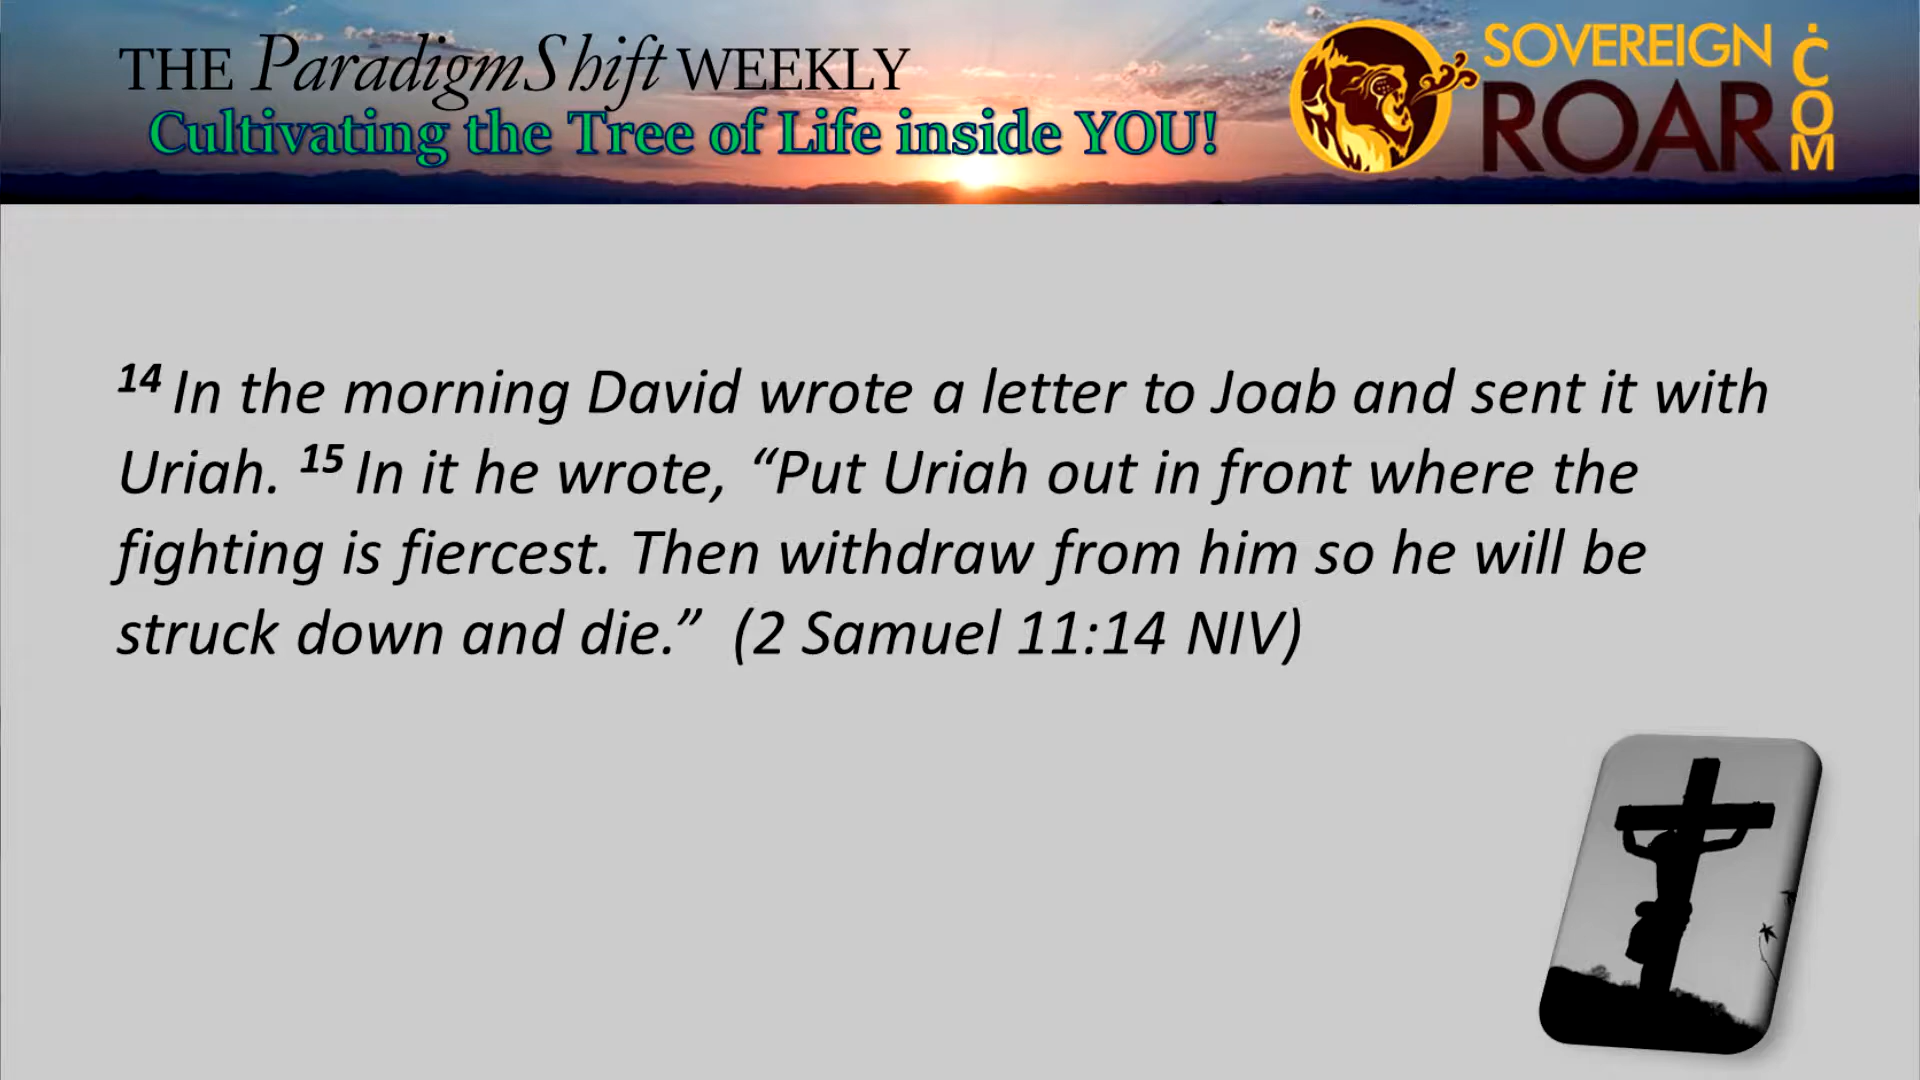 THE ParadigmShift WEEKLY
Cultivating the Tree of Life inside YOU!
SOVEREIGN
ROAR
.COM
14 In the morning David wrote a letter to Joab and sent it with
Uriah. 15 In it he wrote, “Put Uriah out in front where the
fighting is fiercest. Then withdraw from him so he will be
struck down and die.”  (2 Samuel 11:14 NIV)